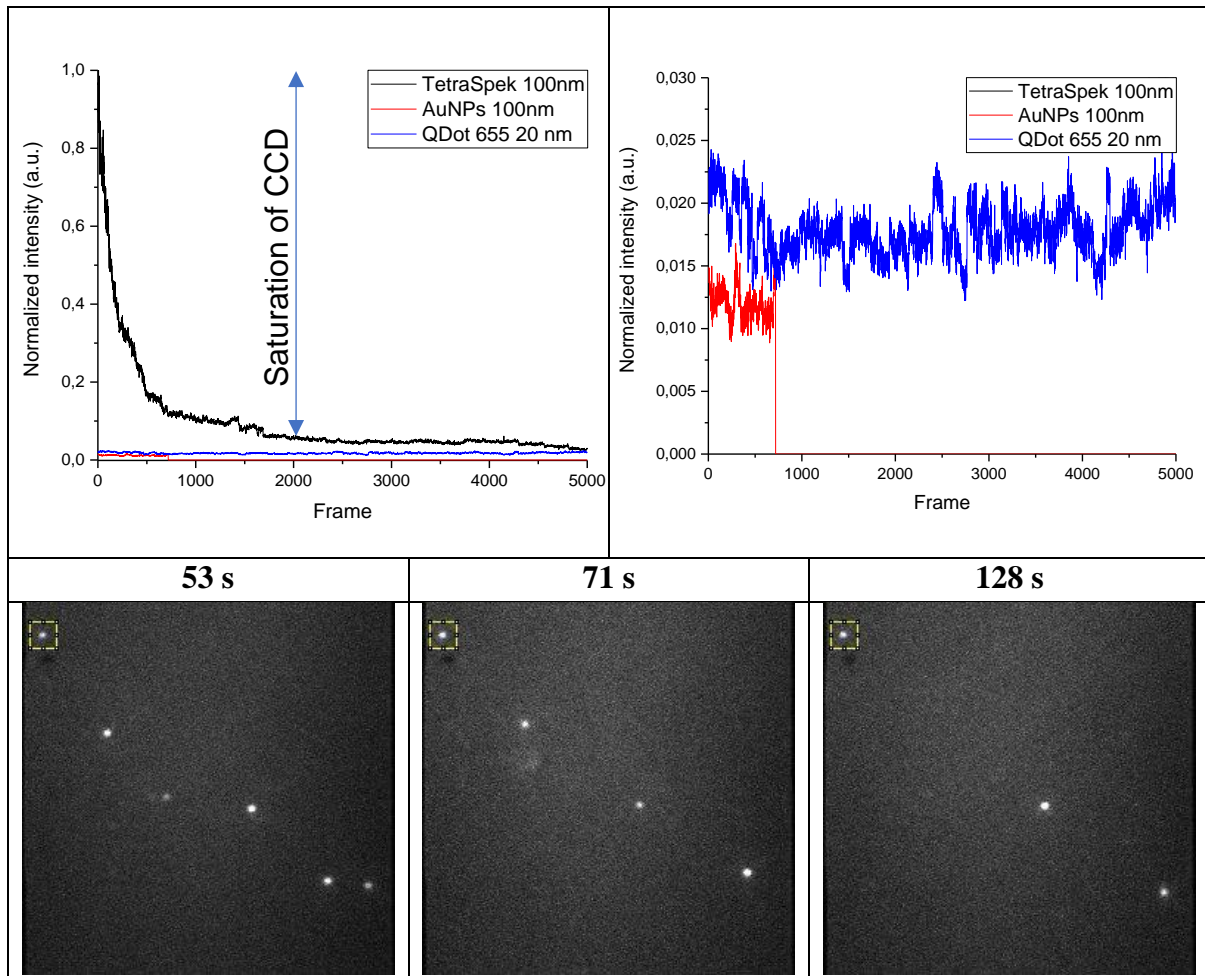 1,0
0,8
0,6
0,4
0,2
0,0
Normalized intensity (a.u.)
0 1000 2000 3000 4000 5000
Frame
TetraSpek 100nm
AuNPs 100nm
QDot 655 20 nm
Saturation of CCD
0,030
0,025
0,020
0,015
0,010
0,005
0,000
Normalized intensity (a.u.)
0 1000 2000 3000 4000 5000
Frame
TetraSpek 100nm
AuNPs 100nm
QDot 655 20 nm
53 s
71 s
128 s